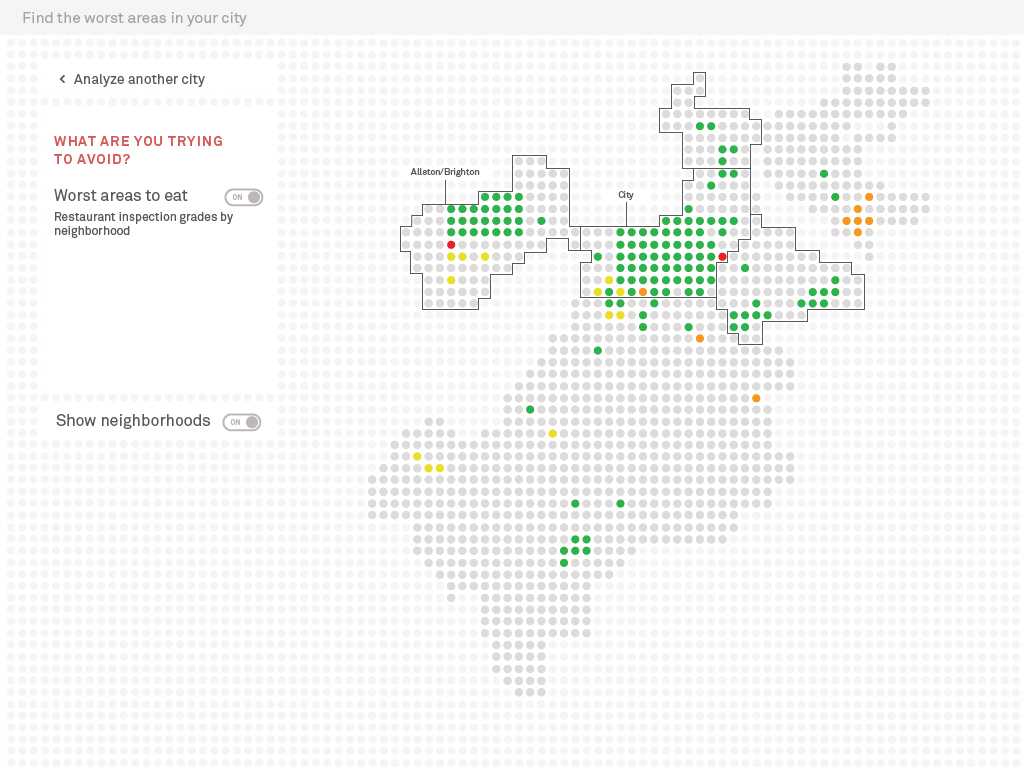 Find the worst areas in your city
Analyze another city
WHAT ARE YOU TRYING
TO AVOID?
Worst areas to eat
ON
Restaurant inspection grades by
neighborhood
Show neighborhoods
ON
Allston/Brighton
City